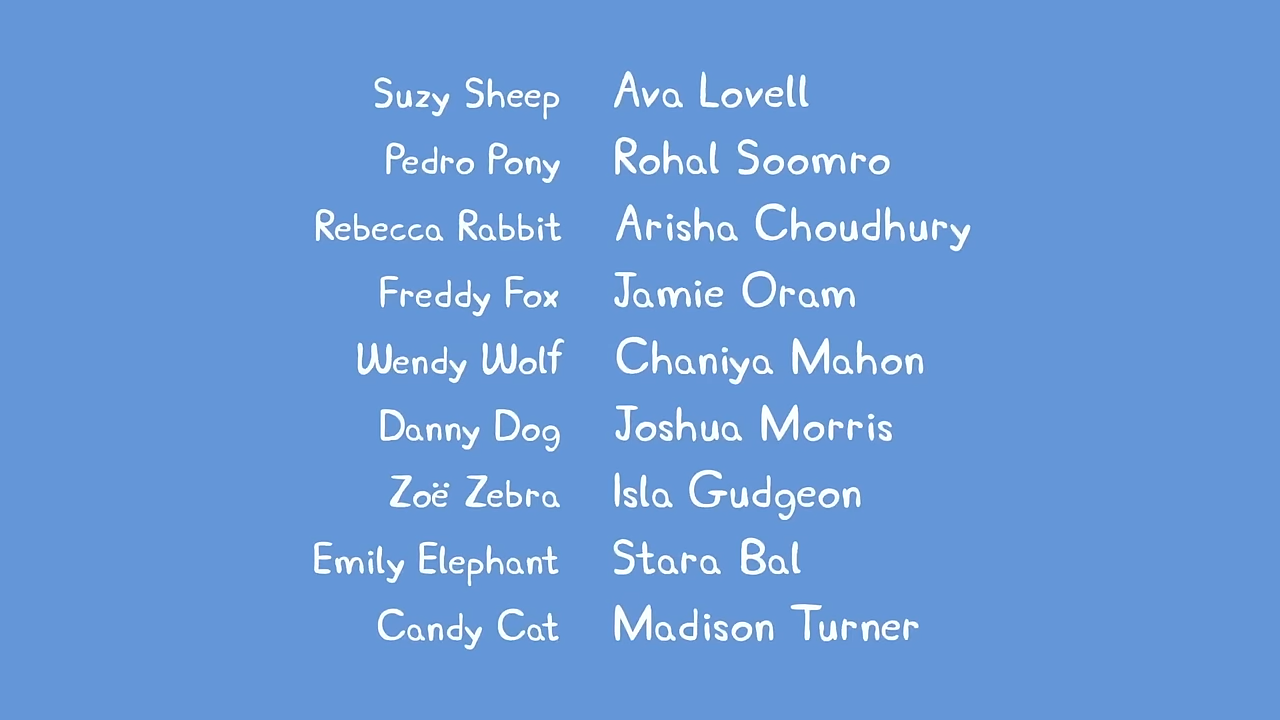 Suzy Sheep Ava Lovell
Pedro Pony Rohal Soomro
Rebecca Rabbit Arisha Choudhury
Freddy Fox Jamie Oram
Wendy Wolf Chaniya Mahon
Danny Dog Joshua Morris
Zoë Zebra Isla Gudgeon
Emily Elephant Stara Bal
Candy Cat Madison Turner